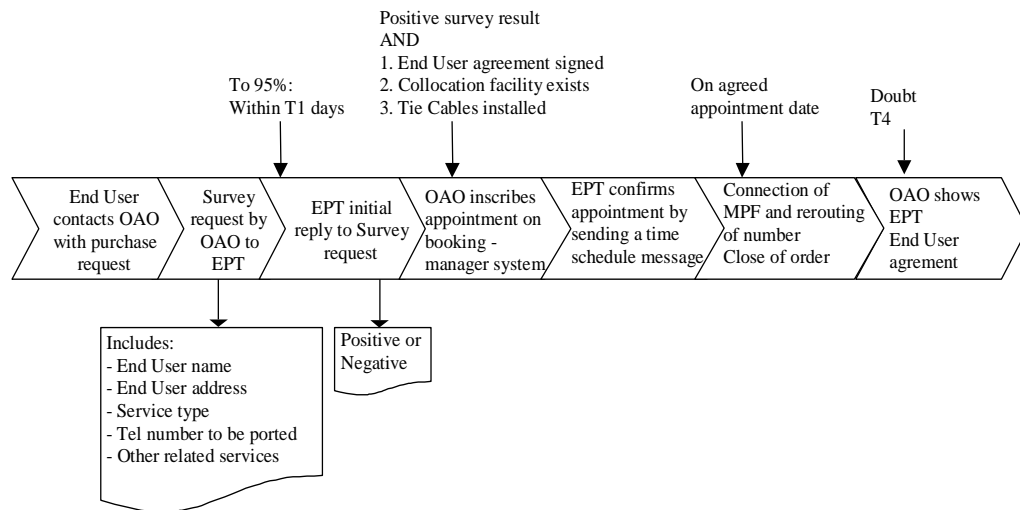 Positive survey result
AND
1. End User agreement signed
2. Collocation facility exists
3. Tie Cables installed
To 95%:
Within T1 days
On agreed
appointment date
Doubt
T4
End User
contacts OAO
with purchase
request
Survey
request by
OAO to
EPT
EPT initial
reply to Survey
request
OAO inscribes
appointment on
booking -
manager system
EPT confirms
appointment by
sending a time
schedule message
Connection of
MPF and rerouting
of number
Close of order
OAO shows
EPT
End User
agrement
Includes:
- End User name
- End User address
- Service type
- Tel number to be ported
- Other related services
Positive or
Negative